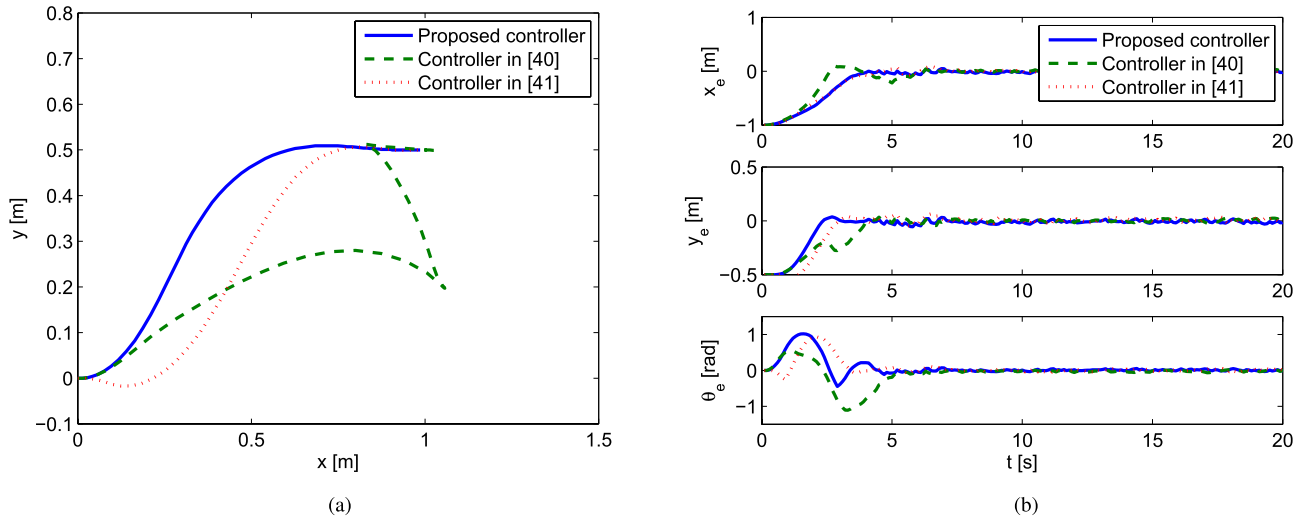 0.8
0.7
0.6
0.5
0.4
0.3
0.2
0.1
0
−0.1
y [m]
0 0.5 1 1.5
x [m]
Proposed controller
Controller in [40]
Controller in [41]
(a)
1
0
−1
x_e [m]
0 5 10 15 20
Proposed controller
Controller in [40]
Controller in [41]
0.5
0
−0.5
y_e [m]
0 5 10 15 20
1
0
−1
θ_e [rad]
0 5 10 15 20
t [s]
(b)